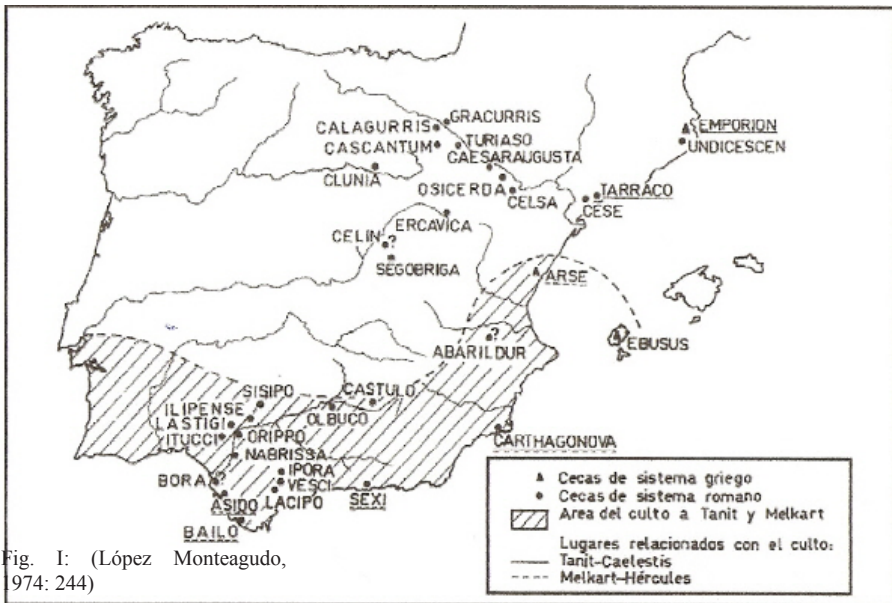 GRACURRIS
CALAGURRIS
EMPORION
CASCANTUM
TURIASO
UNDICESCEN
CAESARAUGUSTA
CLUNIA
OSICERDA
CELSA
TARRACO
CESE
ERCAVICA
CELIN ?
SEGOBRIGA
ARSE
EBUSUS
ABARILDUR ?
CASTULO
SISIPO
OLBUCO
ILIPENSE
LASTIGI
ITUCCI
ORIPPO
CARTHAGONOVA
NABRISSA
BORA ?
IPORA
VESCI
LACIPO
SEXI
ASIDO
BAILO
▲ Cecas de sistema griego
● Cecas de sistema romano
Area del culto a Tanit y Melkart
Lugares relacionados con el culto:
Tanit-Caelestis
Melkart-Hércules
Fig. I: (López Monteagudo,
1974: 244)